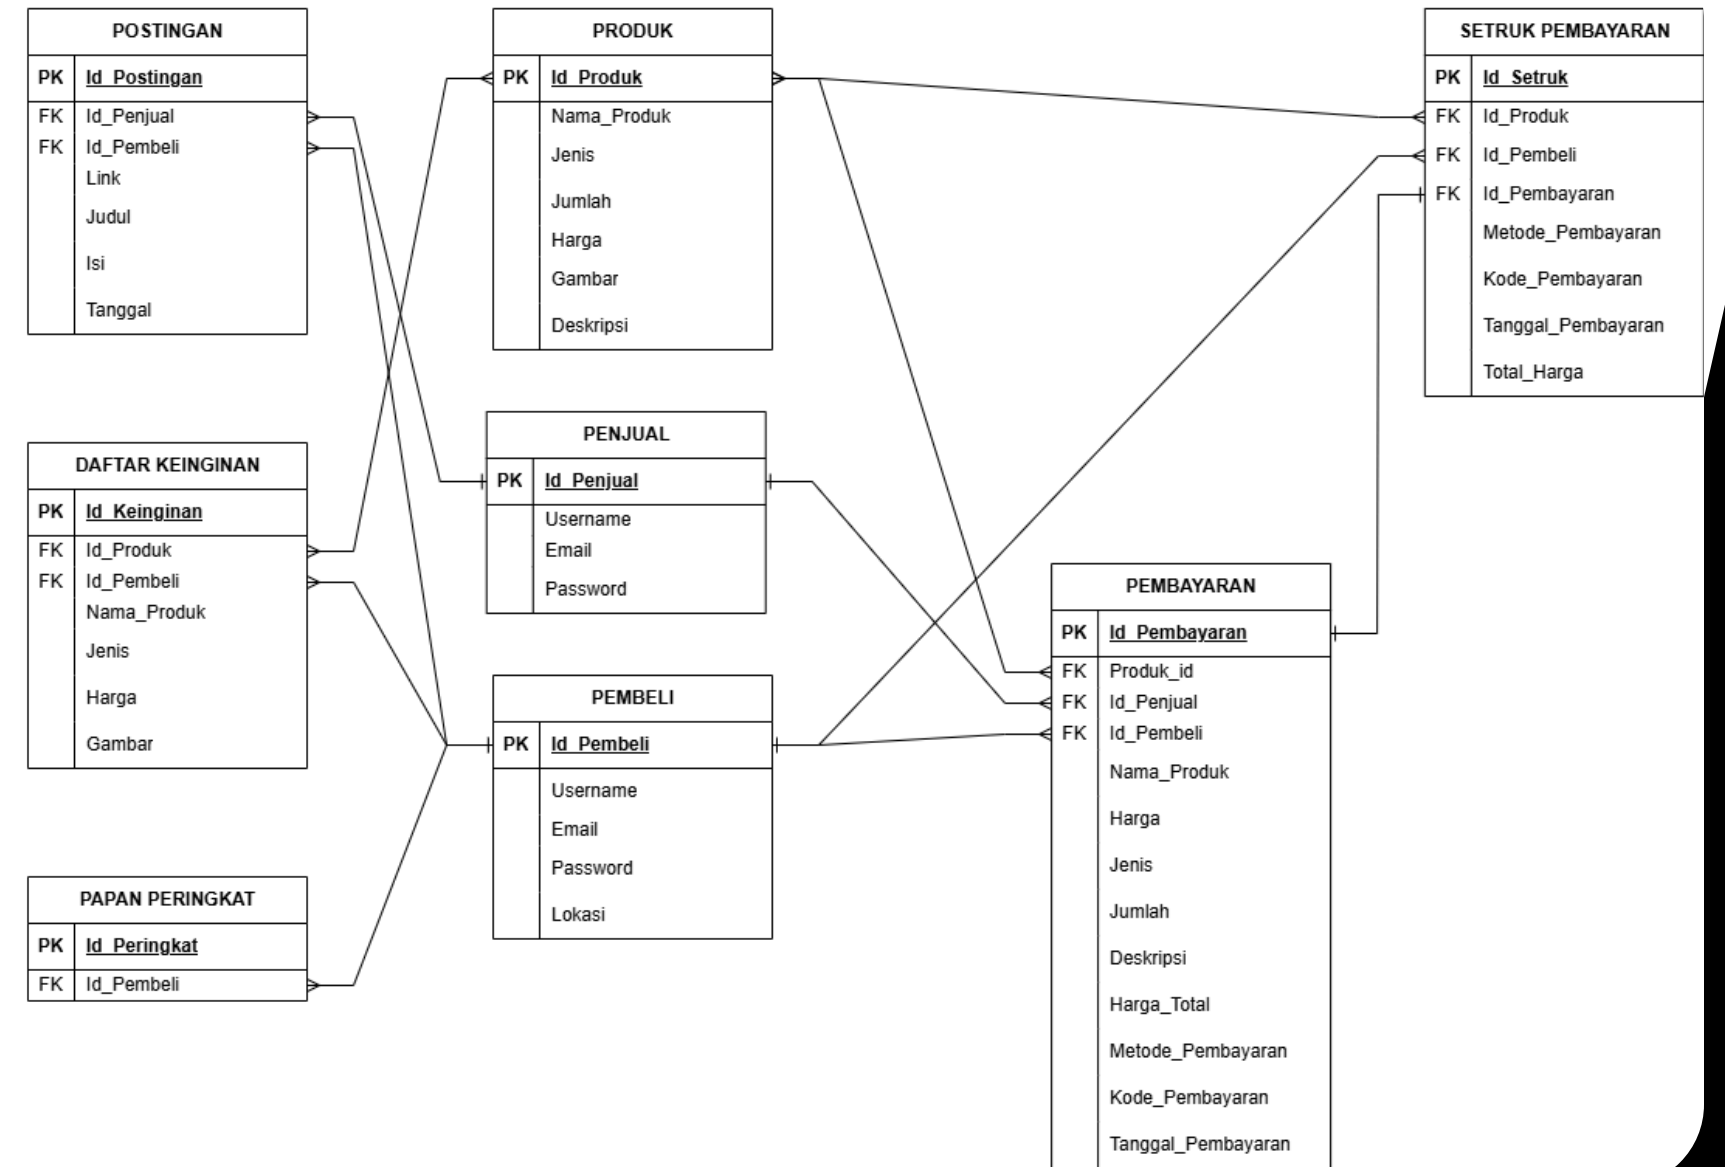 POSTINGAN
PK Id_Postingan
FK Id_Penjual
FK Id_Pembeli
Link
Judul
Isi
Tanggal
PRODUK
PK Id_Produk
Nama_Produk
Jenis
Jumlah
Harga
Gambar
Deskripsi
SETRUK PEMBAYARAN
PK Id_Setruk
FK Id_Produk
FK Id_Pembeli
FK Id_Pembayaran
Metode_Pembayaran
Kode_Pembayaran
Tanggal_Pembayaran
Total_Harga
DAFTAR KEINGINAN
PK Id_Keinginan
FK Id_Produk
FK Id_Pembeli
Nama_Produk
Jenis
Harga
Gambar
PENJUAL
PK Id_Penjual
Username
Email
Password
PEMBELI
PK Id_Pembeli
Username
Email
Password
Lokasi
PEMBAYARAN
PK Id_Pembayaran
FK Produk_id
FK Id_Penjual
FK Id_Pembeli
Nama_Produk
Harga
Jenis
Jumlah
Deskripsi
Harga_Total
Metode_Pembayaran
Kode_Pembayaran
Tanggal_Pembayaran
PAPAN PERINGKAT
PK Id_Peringkat
FK Id_Pembeli